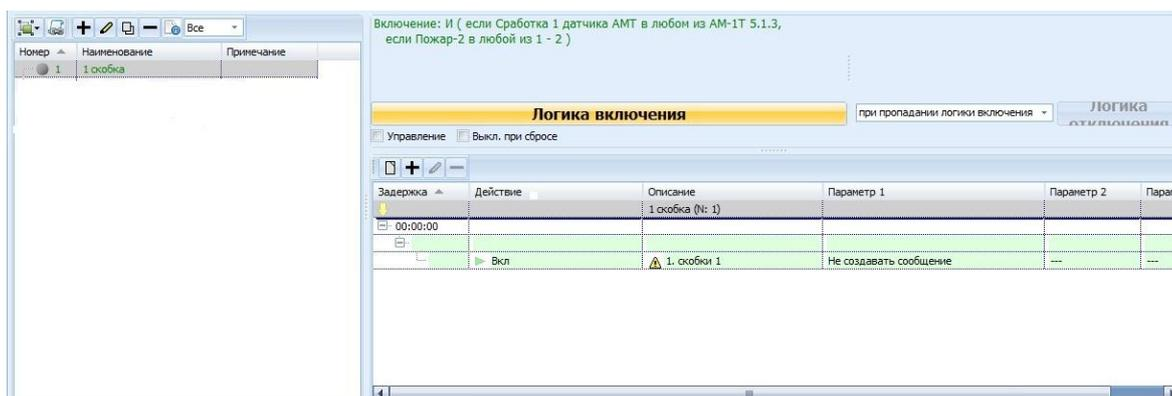 Все
Номер Наименование Примечание
1 1 скобка
Включение: И ( если Сработка 1 датчика АМТ в любом из АМ-1Т 5.1.3,
если Пожар-2 в любой из 1 - 2 )
Логика включения
при пропадании логики включения
Логика
отключения
Управление Выкл. при сбросе
Задержка Действие Описание Параметр 1 Параметр 2 Парам
1 скобка (N: 1)
00:00:00
Вкл 1. скобки 1 Не создавать сообщение --- ---